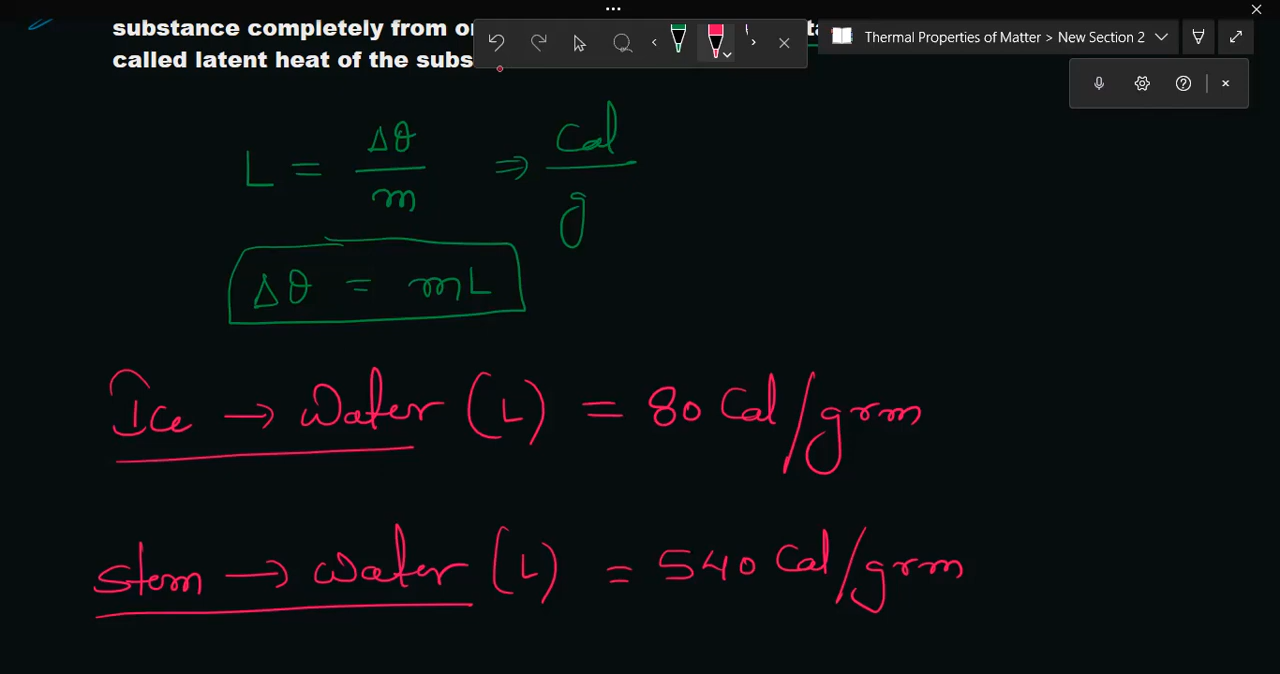 substance completely from o
called latent heat of the subs
Thermal Properties of Matter > New Section 2
L = Δθ / m ⇒ Cal / g
Δθ = mL
Ice → Water (L) = 80 Cal/grm
Stem → Water (L) = 540 Cal/grm